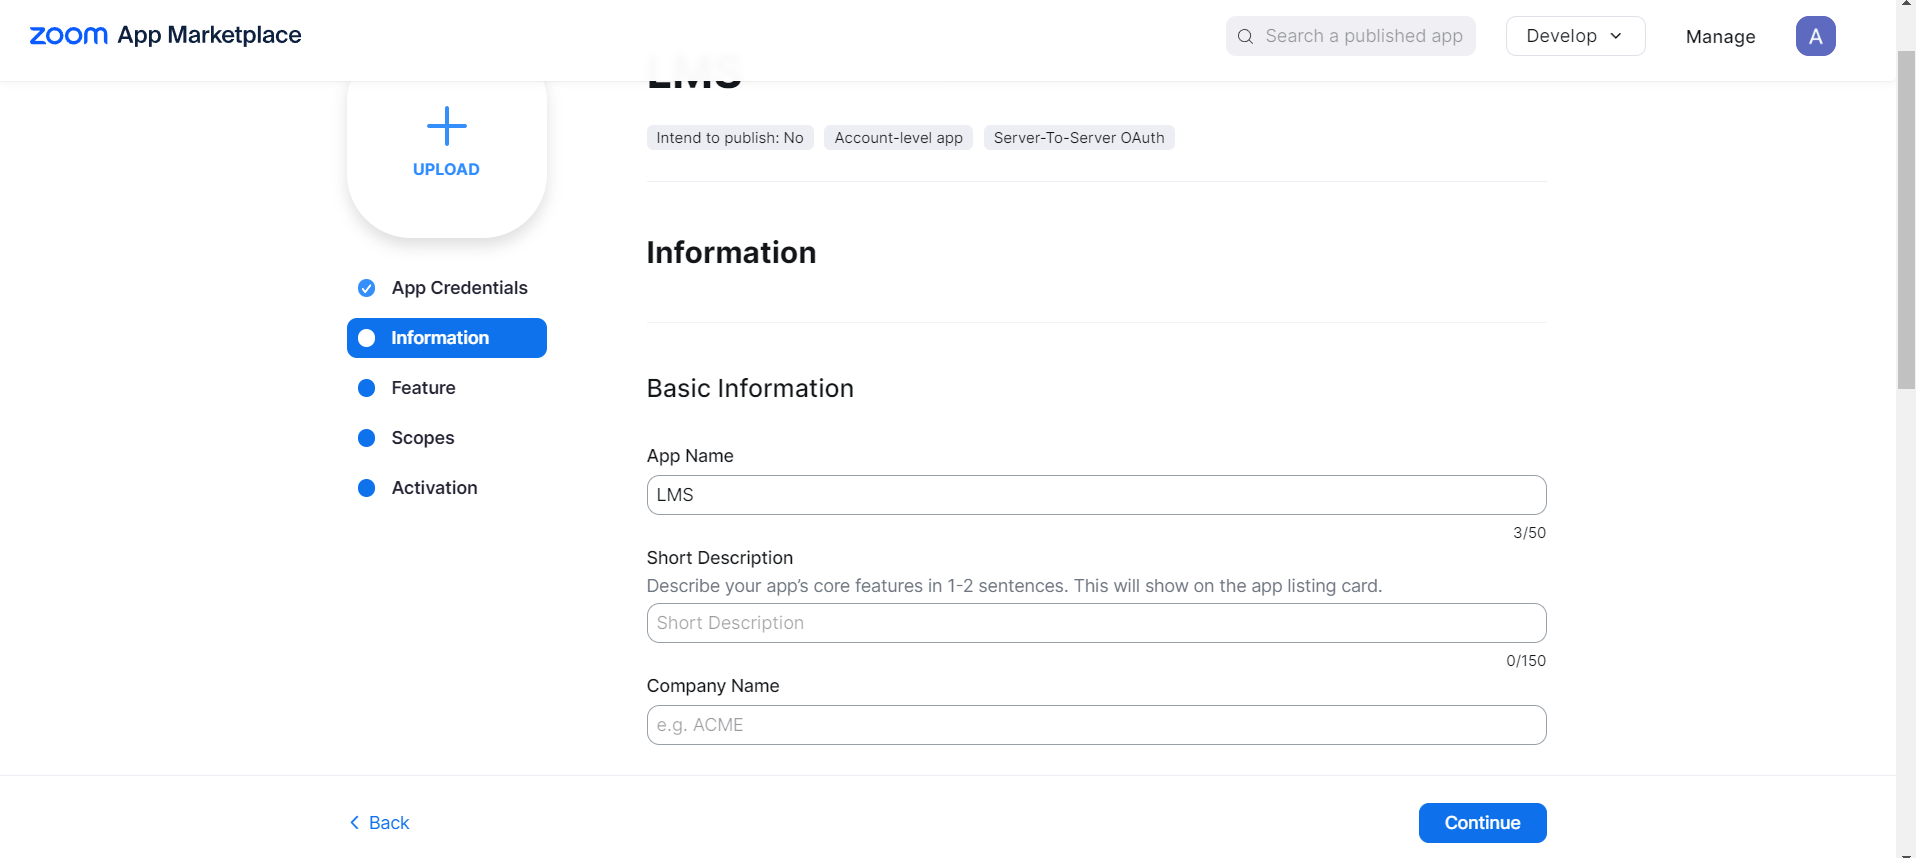 zoom App Marketplace
Search a published app
Develop
Manage
A
LMS
UPLOAD
Intend to publish: No
Account-level app
Server-To-Server OAuth
Information
App Credentials
Information
Feature
Scopes
Activation
Basic Information
App Name
LMS
3/50
Short Description
Describe your app's core features in 1-2 sentences. This will show on the app listing card.
Short Description
0/150
Company Name
e.g. ACME
Back
Continue